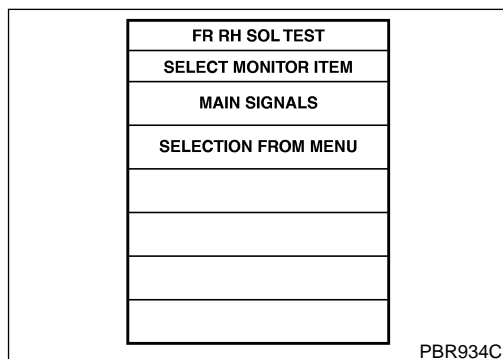 FR RH SOL TEST
SELECT MONITOR ITEM
MAIN SIGNALS
SELECTION FROM MENU
PBR934C